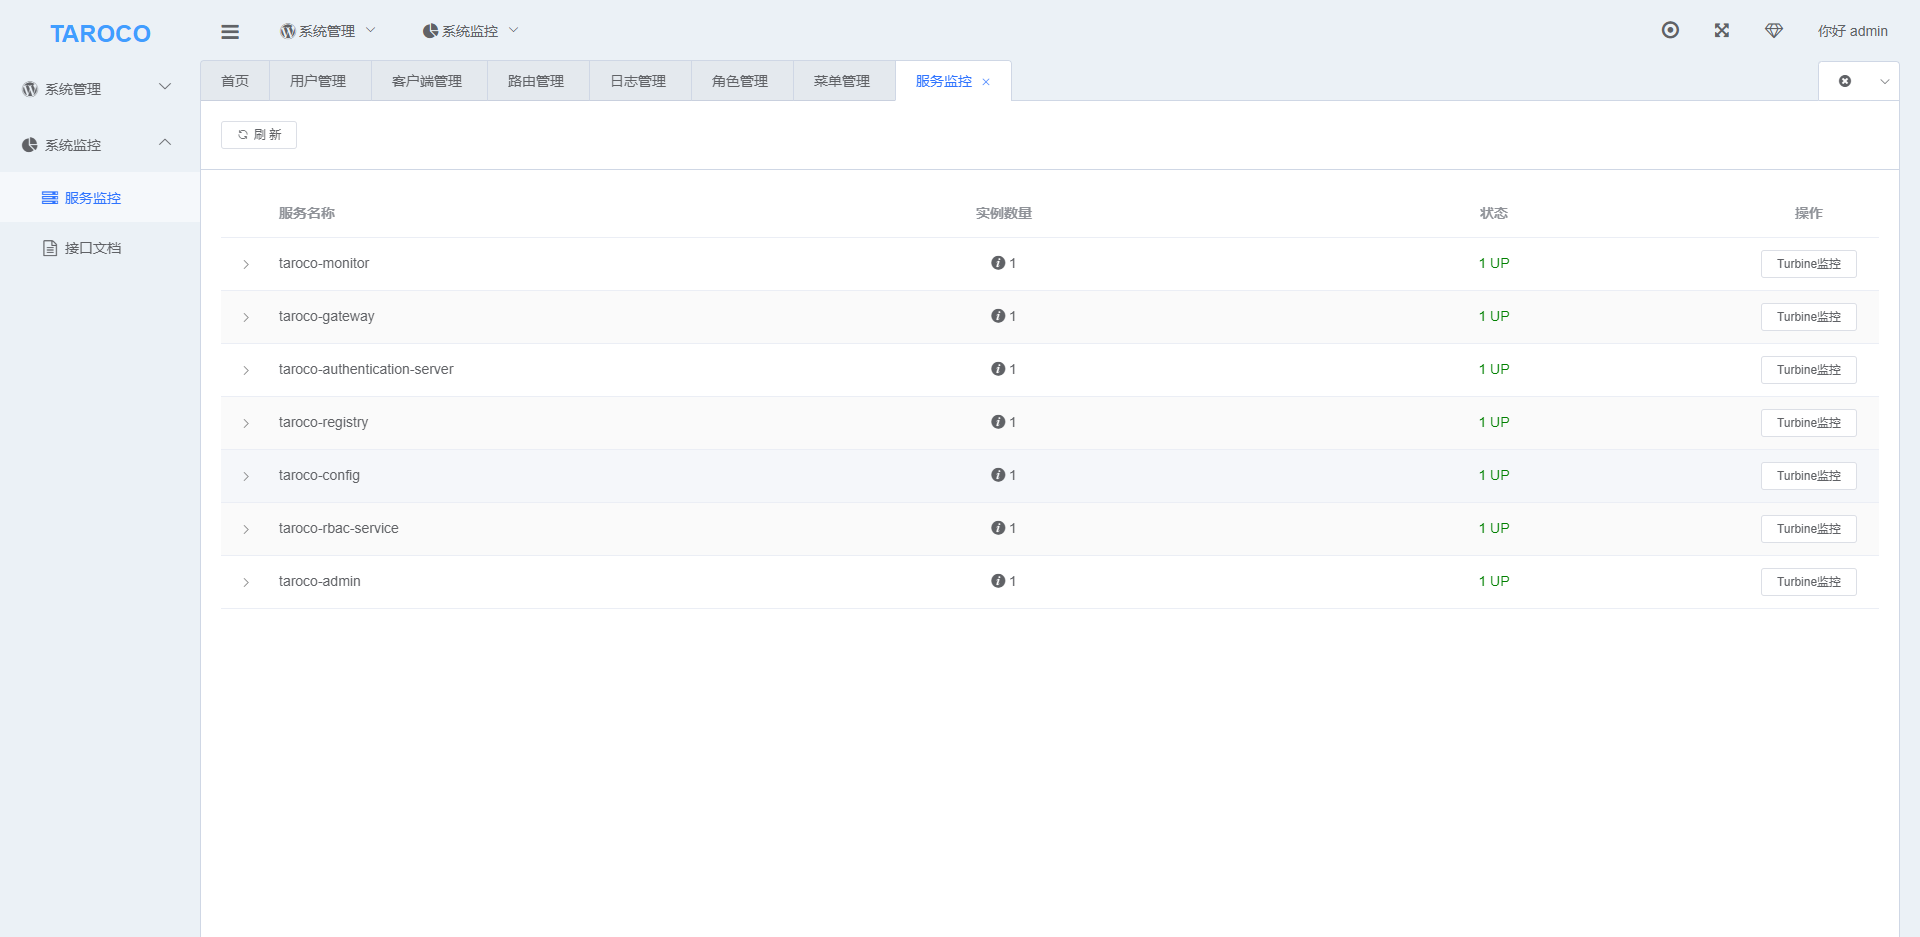 TAROCO
系统管理
系统监控
你好 admin
系统管理
系统监控
服务监控
接口文档
首页
用户管理
客户端管理
路由管理
日志管理
角色管理
菜单管理
服务监控
刷 新
服务名称 实例数量 状态 操作
taroco-monitor 1 1 UP Turbine监控
taroco-gateway 1 1 UP Turbine监控
taroco-authentication-server 1 1 UP Turbine监控
taroco-registry 1 1 UP Turbine监控
taroco-config 1 1 UP Turbine监控
taroco-rbac-service 1 1 UP Turbine监控
taroco-admin 1 1 UP Turbine监控